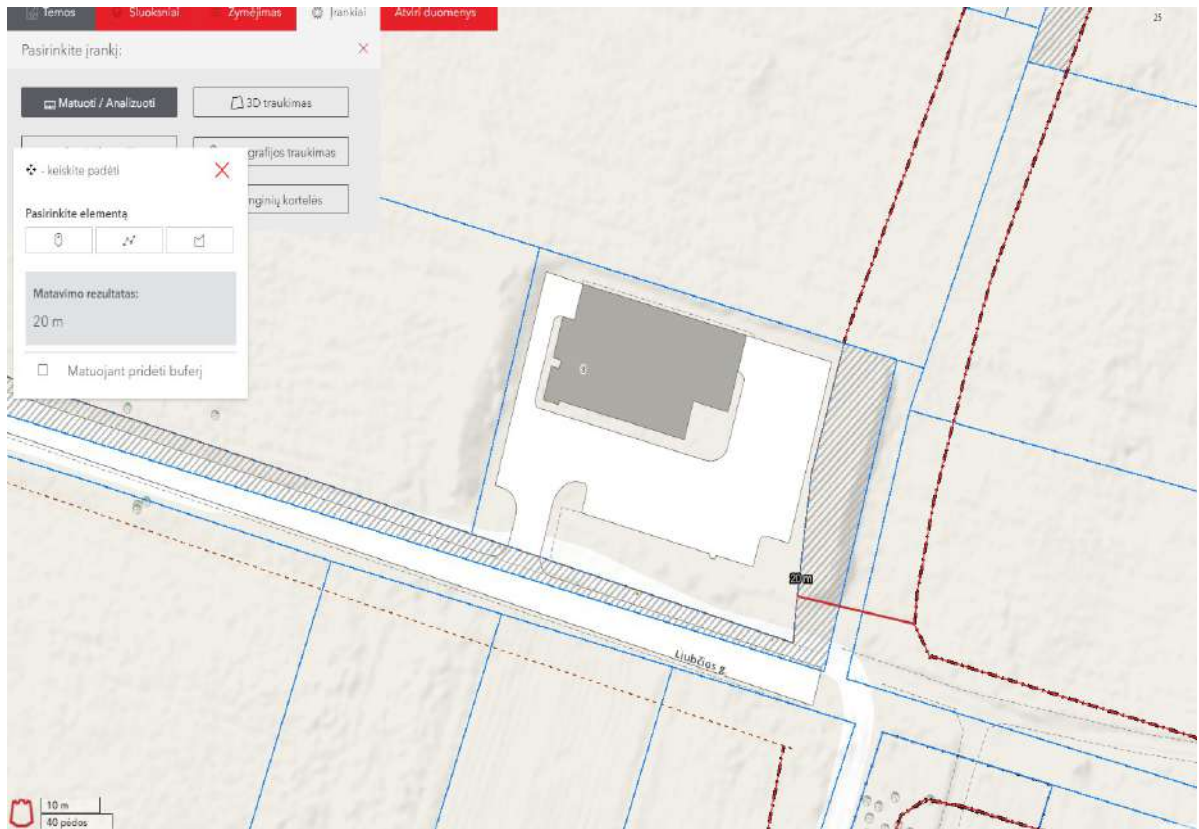 Temos
Sluoksniai
Žymėjimas
Įrankiai
Atviri duomenys
25
Pasirinkite įrankį:
Matuoti / Analizuoti
3D traukimas
grafijos traukimas
- keiskite padėtį
nginių kortelės
Pasirinkite elementą
Matavimo rezultatas:
20 m
Matuojant pridėti buferį
20 m
Liubčios g.
10 m
40 pėdos